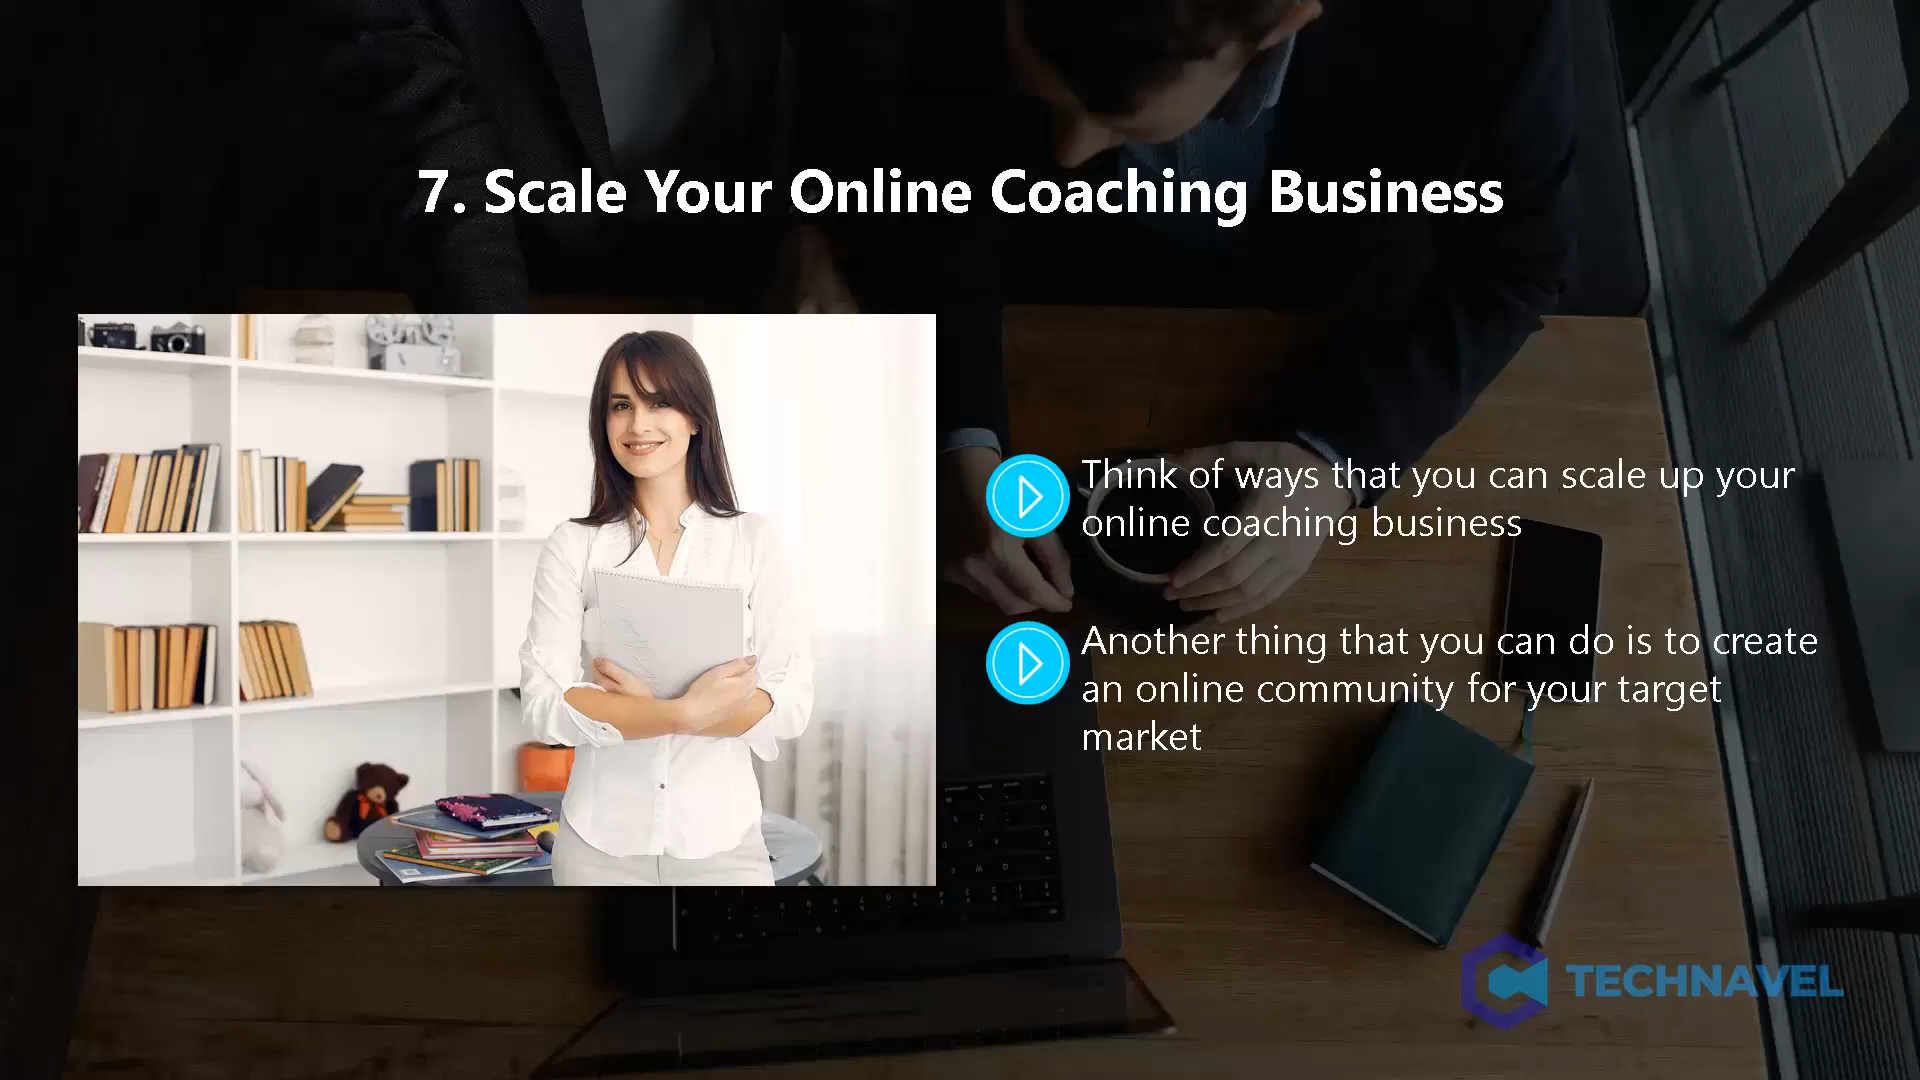 7. Scale Your Online Coaching Business
Think of ways that you can scale up your
online coaching business
Another thing that you can do is to create
an online community for your target
market
TECHNAVEL